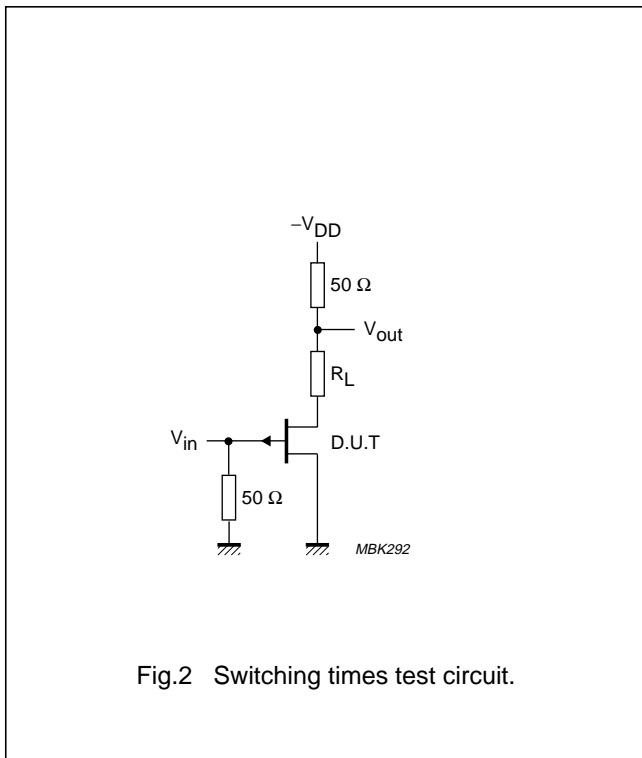 −VDD
50 Ω
Vout
RL
Vin
D.U.T
50 Ω
MBK292
Fig.2 Switching times test circuit.